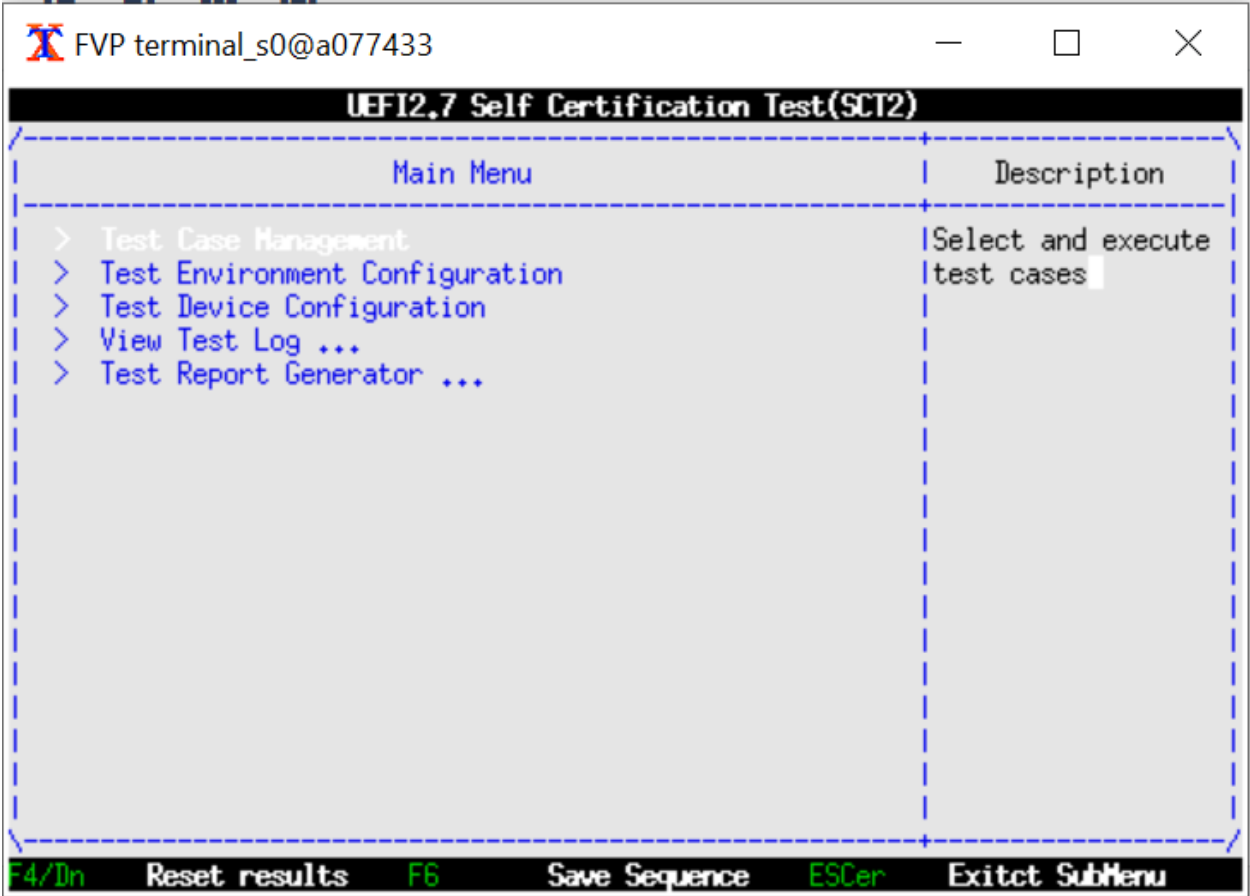 FVP terminal_s0@a077433
UEFI2.7 Self Certification Test(SCT2)
Main Menu
Description
> Test Case Management
> Test Environment Configuration
> Test Device Configuration
> View Test Log ...
> Test Report Generator ...
Select and execute
test cases
F4/Dn Reset results F6 Save Sequence ESCer Exitct SubMenu